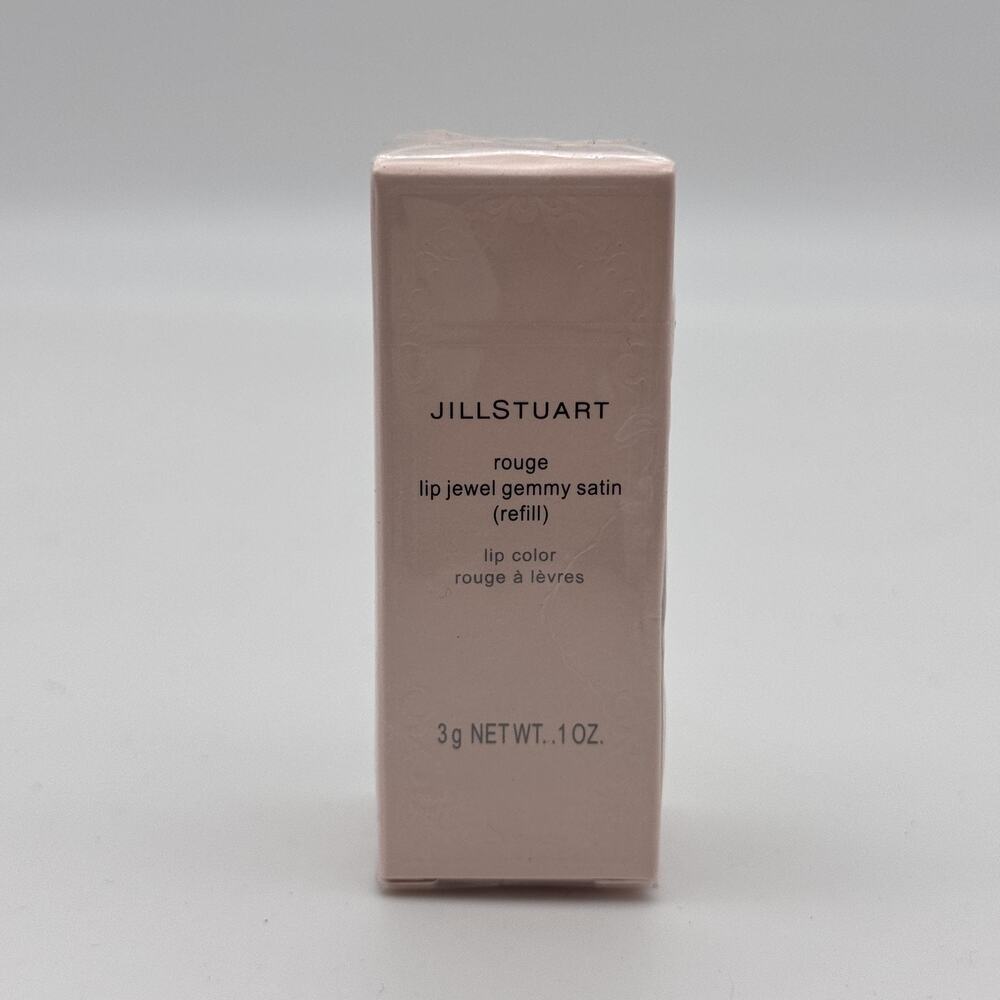 JILLSTUART
rouge
lip jewel gemmy satin
(refill)
lip color
rouge à lèvres
3g NET WT. .1 OZ.